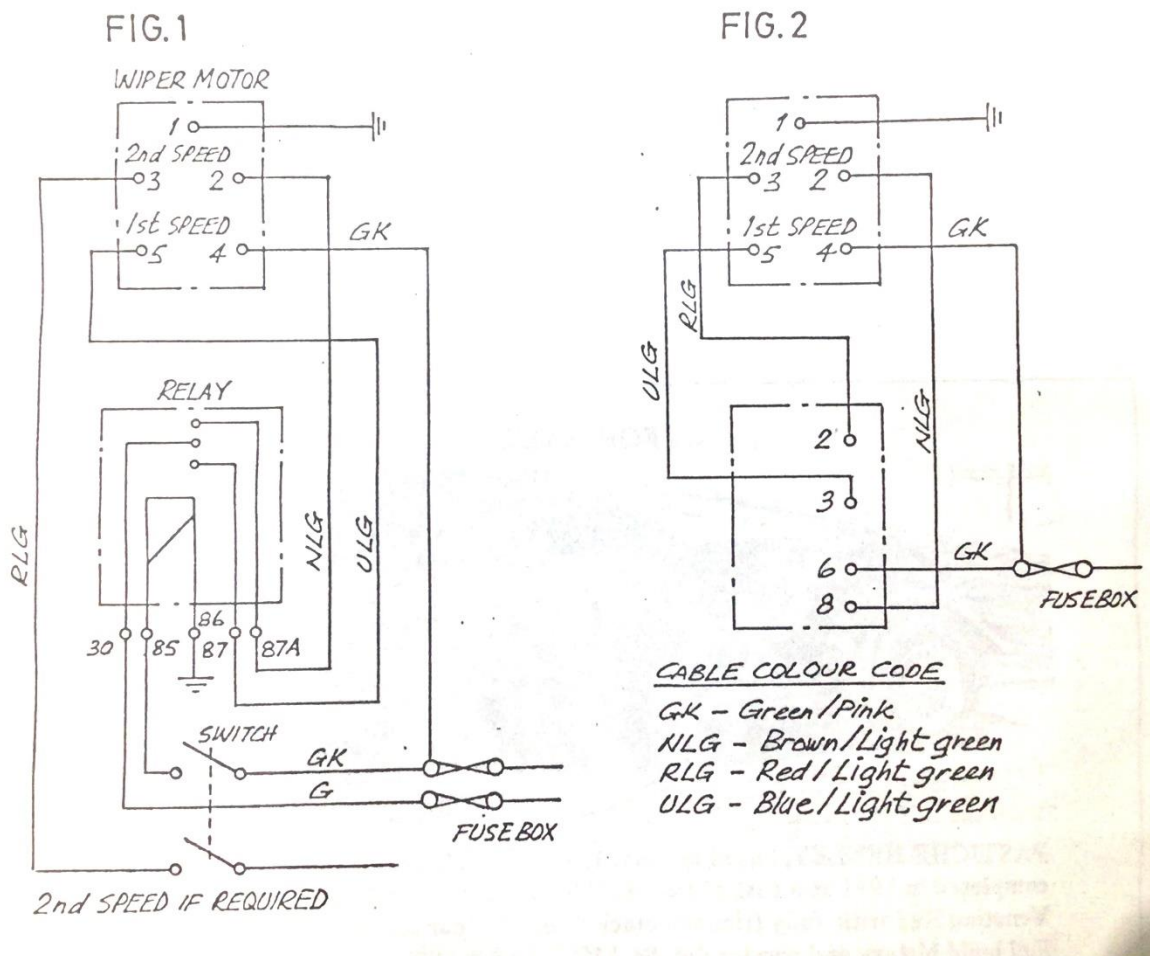 FIG.1
WIPER MOTOR
1
2nd SPEED
3 2
1st SPEED
5 4
GK
RELAY
RLG
NLG
ULG
30 85 86 87 87A
SWITCH
GK
G
FUSEBOX
2nd SPEED IF REQUIRED
FIG.2
1
2nd SPEED
3 2
1st SPEED
5 4
GK
RLG
ULG
NLG
2
3
6
8
GK
FUSEBOX
CABLE COLOUR CODE
GK - Green/Pink
NLG - Brown/Light green
RLG - Red/Light green
ULG - Blue/Light green